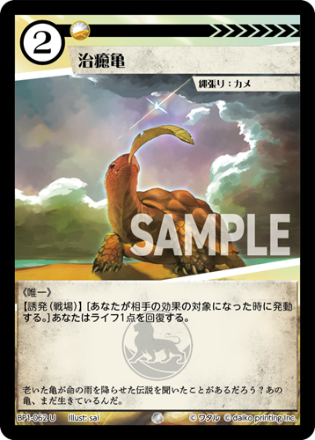 2
治癒亀
縄張り：カメ
SAMPLE
《唯一》
【誘発（戦場）】[あなたが相手の効果の対象になった時に発動
する。]あなたはライフ1点を回復する。
老いた亀が命の雨を降らせた伝説を聞いたことがあるだろう？あの
亀、まだ生きているんだ。
BP1-052 U Illust: sai © ワタル © daiko printing inc.